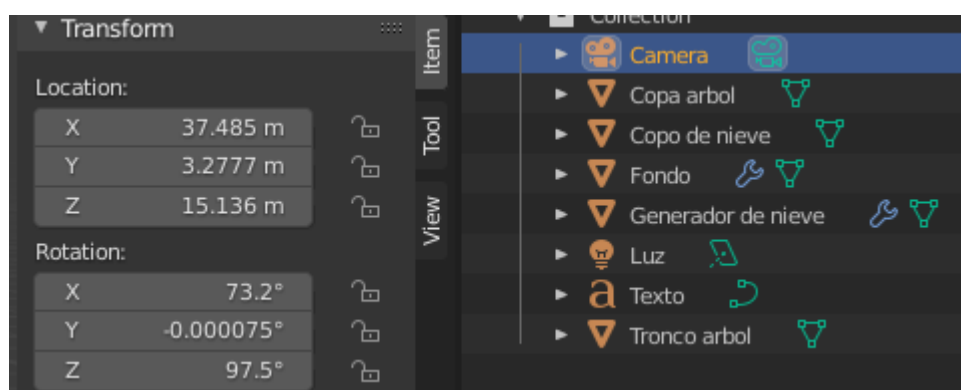 Transform
Location:
X 37.485 m
Y 3.2777 m
Z 15.136 m
Rotation:
X 73.2°
Y -0.000075°
Z 97.5°
Item
Tool
View
Collection
Camera
Copa arbol
Copo de nieve
Fondo
Generador de nieve
Luz
a Texto
Tronco arbol